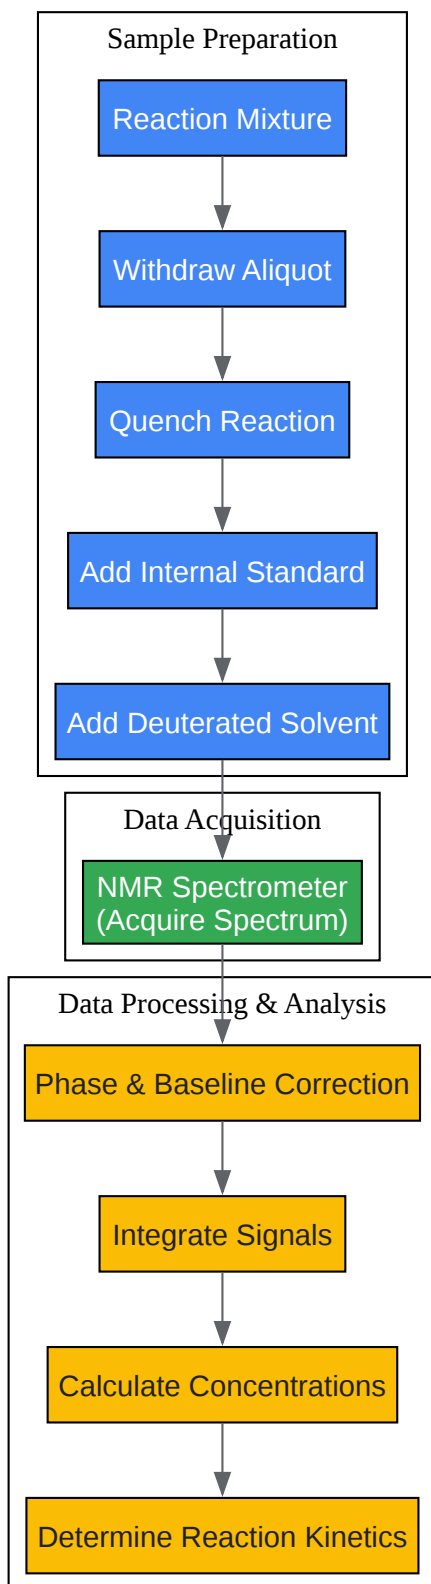 Sample Preparation
Reaction Mixture
Withdraw Aliquot
Quench Reaction
Add Internal Standard
Add Deuterated Solvent
Data Acquisition
NMR Spectrometer
(Acquire Spectrum)
Data Processing & Analysis
Phase & Baseline Correction
Integrate Signals
Calculate Concentrations
Determine Reaction Kinetics